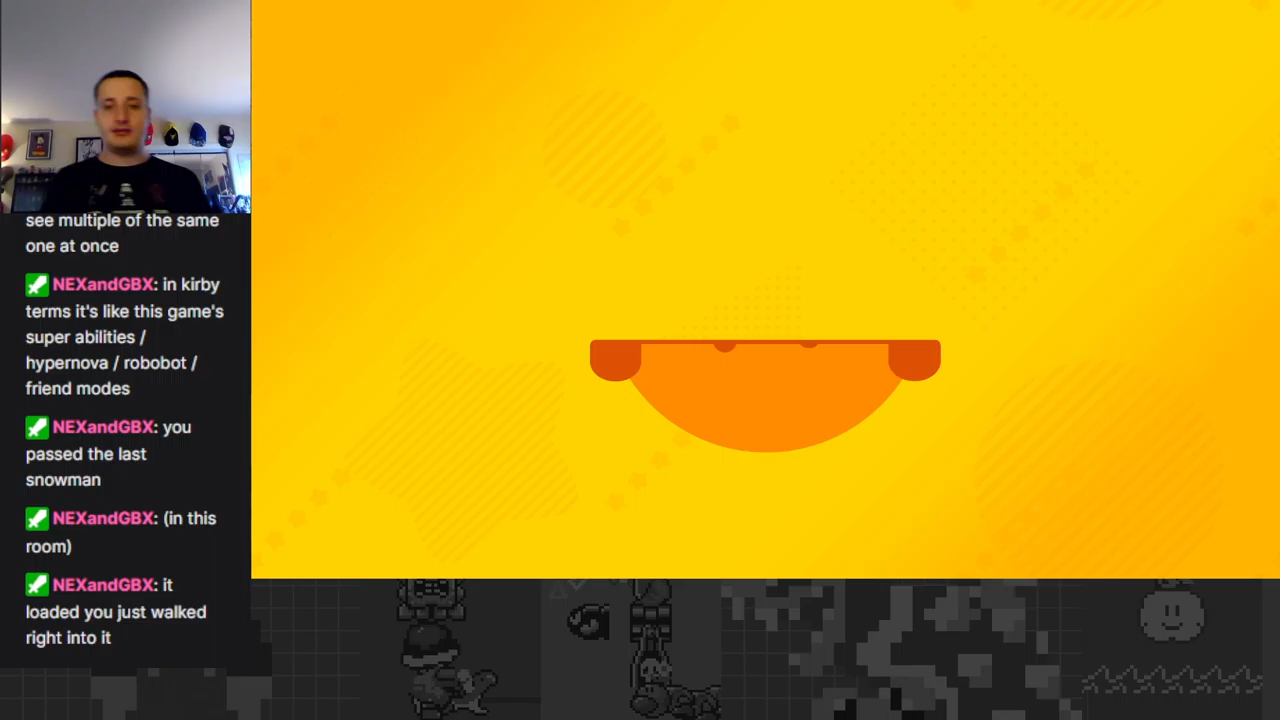 see multiple of the same
one at once
NEXandGBX: in kirby
terms it's like this game's
super abilities /
hypernova / robobot /
friend modes
NEXandGBX: you
passed the last
snowman
NEXandGBX: (in this
room)
NEXandGBX: it
loaded you just walked
right into it